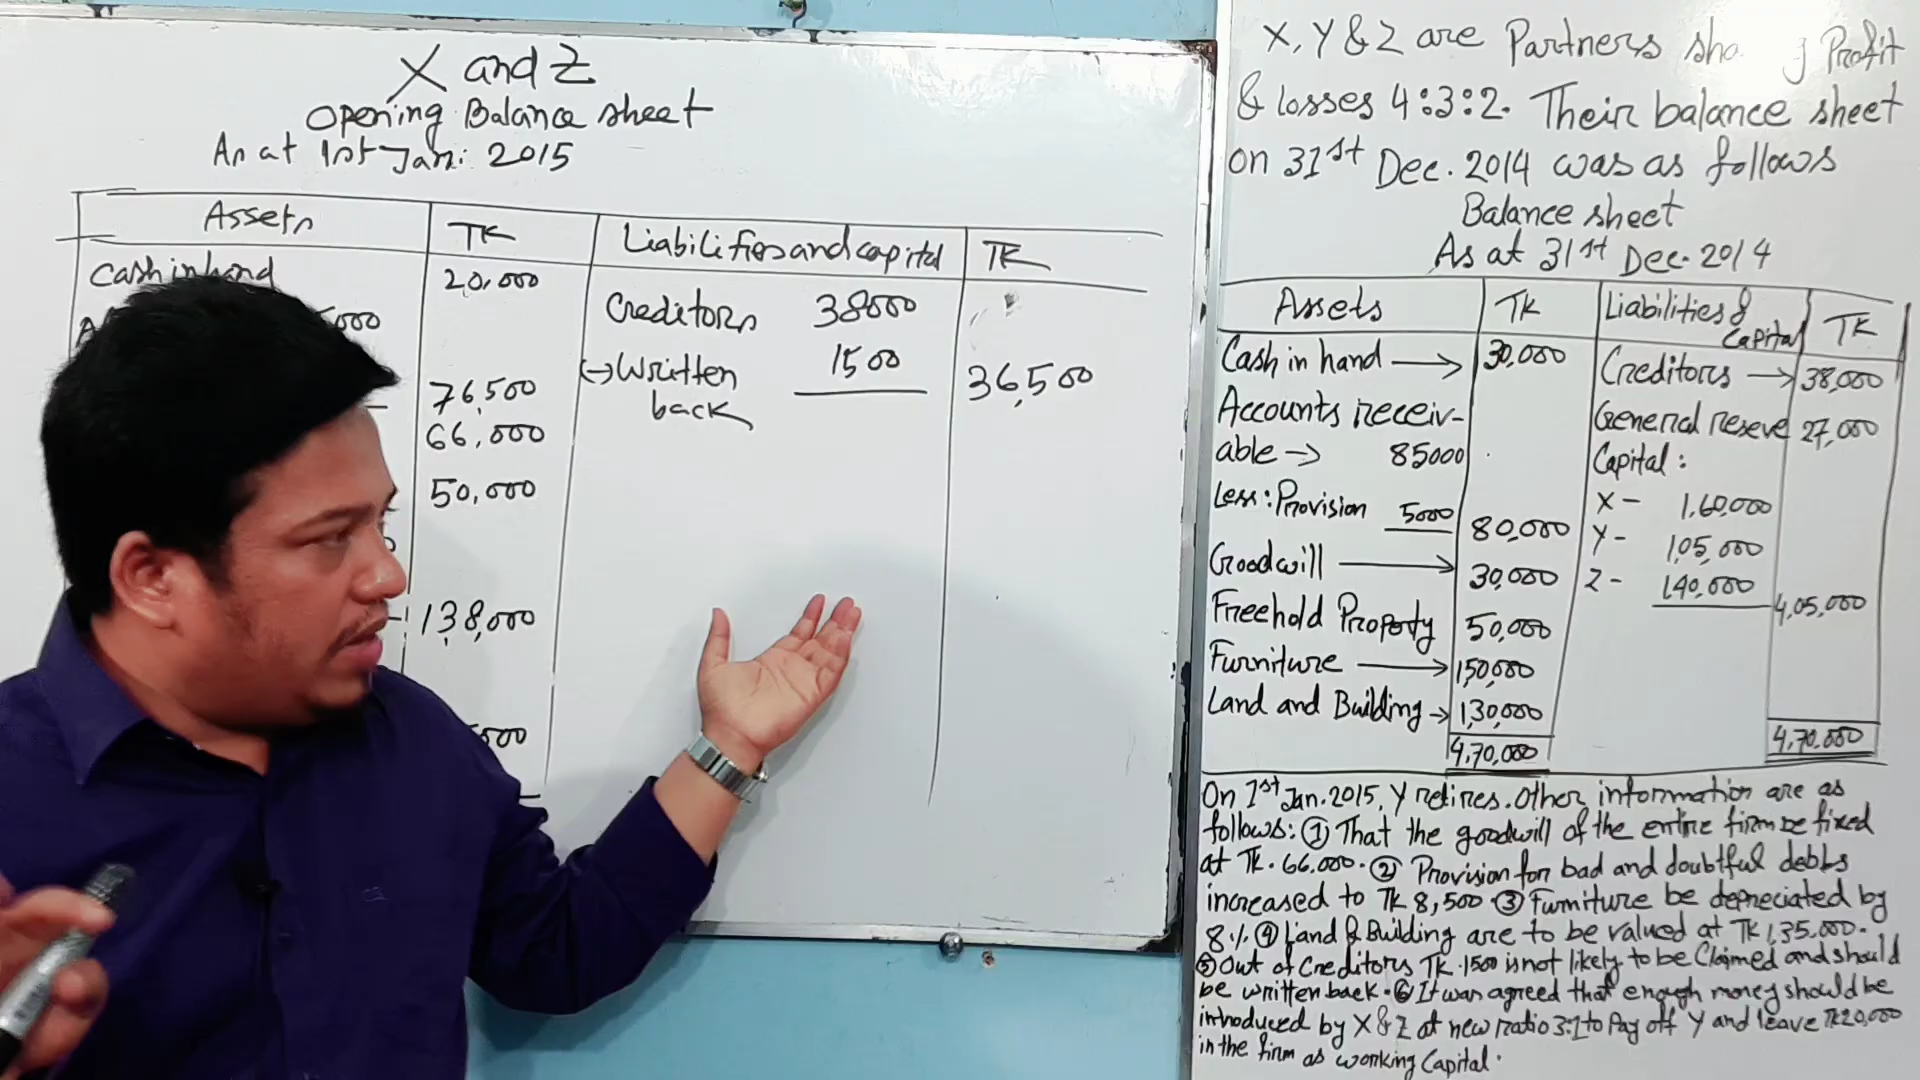 X and Z
Opening Balance sheet
As at 1st Jan: 2015
Assets TK Liabilities and capital TK
Cash in hand 20,000
Creditors 38000
(-) Written 1500 36,500
back
76,500
66,000
50,000
138,000
X, Y & Z are Partners Profit
& losses 4:3:2. Their balance sheet
on 31st Dec. 2014 was as follows
Balance sheet
As at 31st Dec. 2014
Assets TK Liabilities & Capital TK
Cash in hand → 30,000 Creditors → 38,000
Accounts receiv- General reseve 27,000
able → 85000 Capital:
Less: Provision 5000 80,000 X - 1,60,000
Goodwill → 30,000 Y - 1,05,000
Freehold Property 50,000 Z - 1,40,000 4,05,000
Furniture → 1,50,000
Land and Building → 1,30,000
4,70,000 4,70,000
On 1st Jan. 2015, Y retires. Other information are as
follows: ① That the goodwill of the entire firm be fixed
at TK. 66,000. ② Provision for bad and doubtful debts
increased to TK 8,500 ③ Furniture be depreciated by
8% ④ Land & Building are to be valued at TK 1,35,000.
⑤ Out of Creditors TK. 1500 is not likely to be Claimed and should
be written back. ⑥ It was agreed that enough money should be
introduced by X & Z at new ratio 3:1 to Pay off Y and leave TK 20,000
in the firm as working Capital.